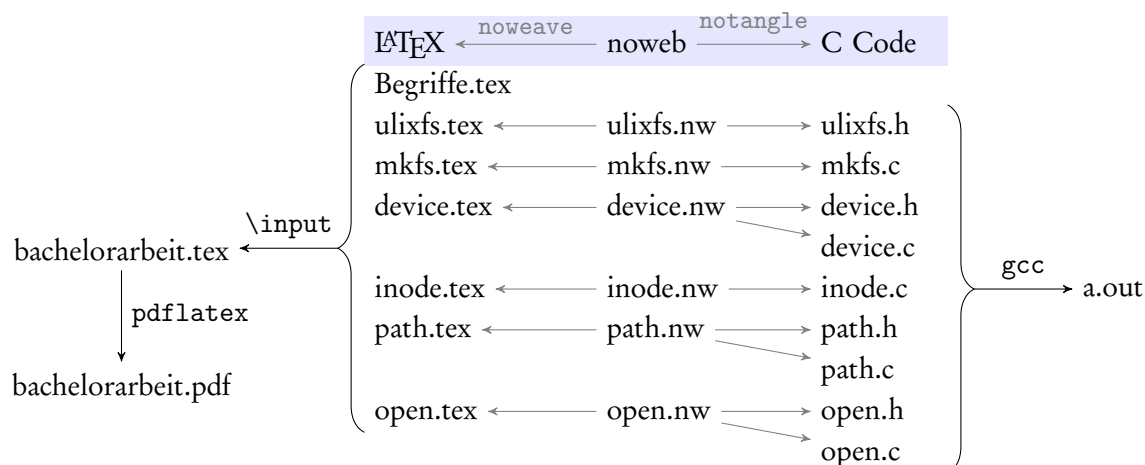 noweave notangle
LATEX noweb C Code
Begriffe.tex
ulixfs.tex ulixfs.nw ulixfs.h
mkfs.tex mkfs.nw mkfs.c
device.tex device.nw device.h
\input
bachelorarbeit.tex device.c
gcc
inode.tex inode.nw inode.c a.out
pdflatex path.tex path.nw path.h
path.c
bachelorarbeit.pdf
open.tex open.nw open.h
open.c